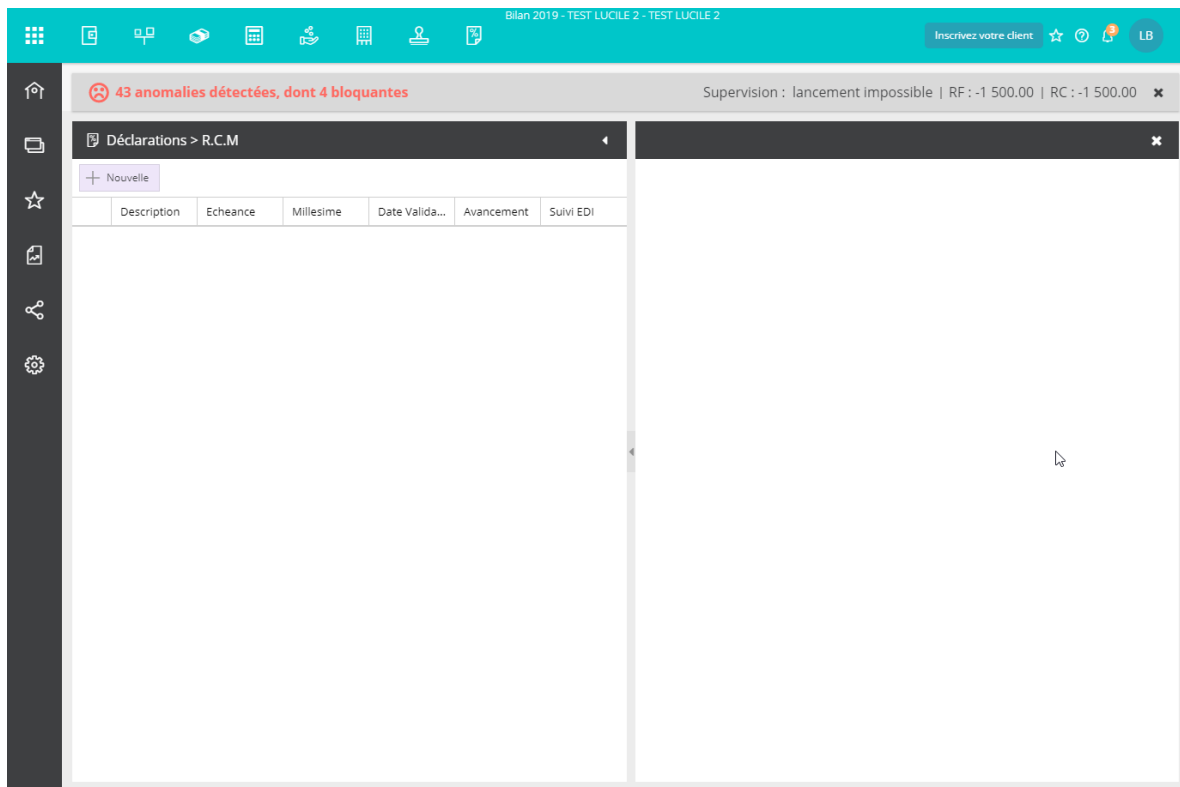 Bilan 2019 - TEST LUCILE 2 - TEST LUCILE 2
Inscrivez votre client
3
LB
43 anomalies détectées, dont 4 bloquantes
Supervision : lancement impossible | RF : -1 500.00 | RC : -1 500.00
Déclarations > R.C.M
Nouvelle
Description Echeance Millesime Date Valida... Avancement Suivi EDI